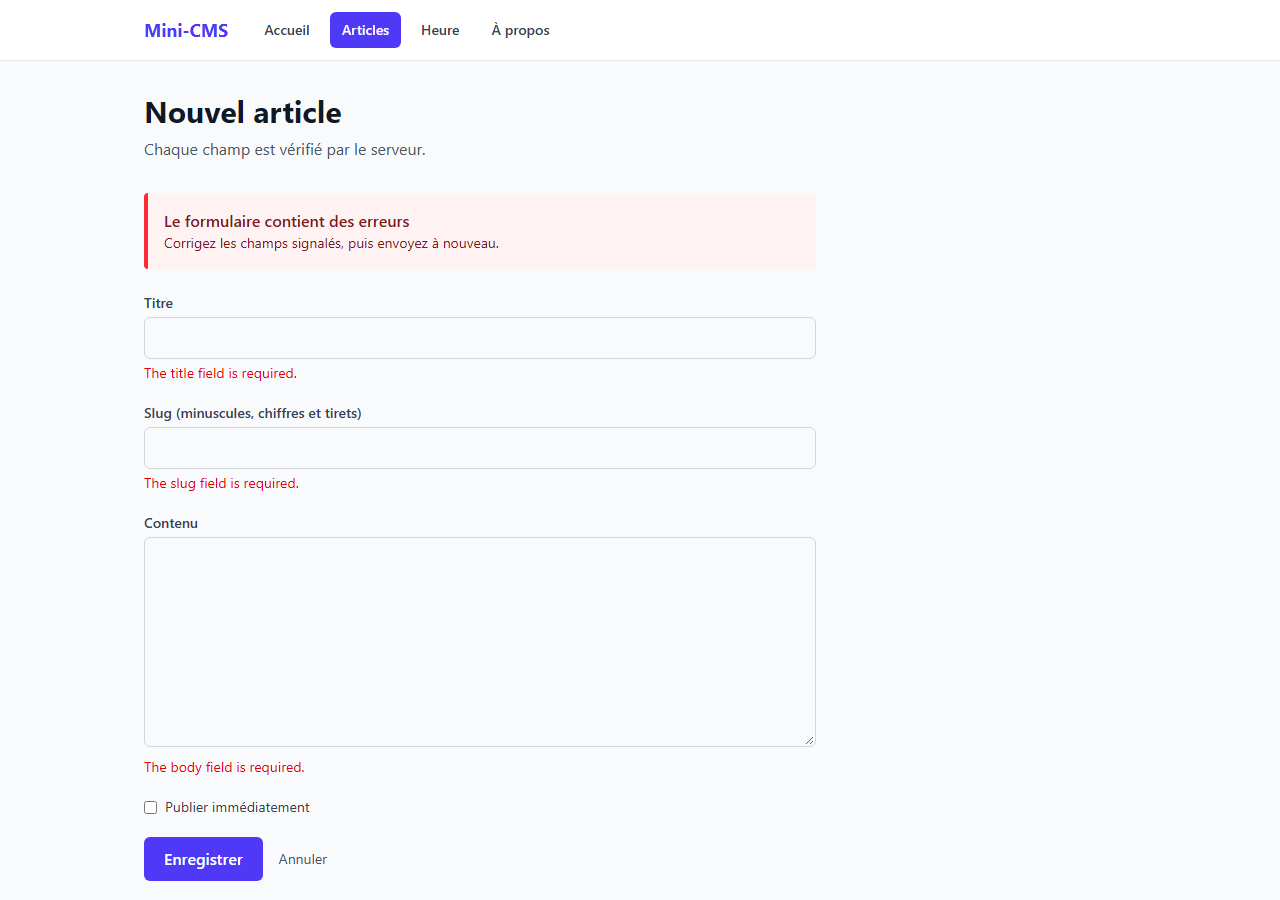 Mini-CMS Accueil Articles Heure À propos
Nouvel article
Chaque champ est vérifié par le serveur.
Le formulaire contient des erreurs
Corrigez les champs signalés, puis envoyez à nouveau.
Titre
The title field is required.
Slug (minuscules, chiffres et tirets)
The slug field is required.
Contenu
The body field is required.
Publier immédiatement
Enregistrer Annuler